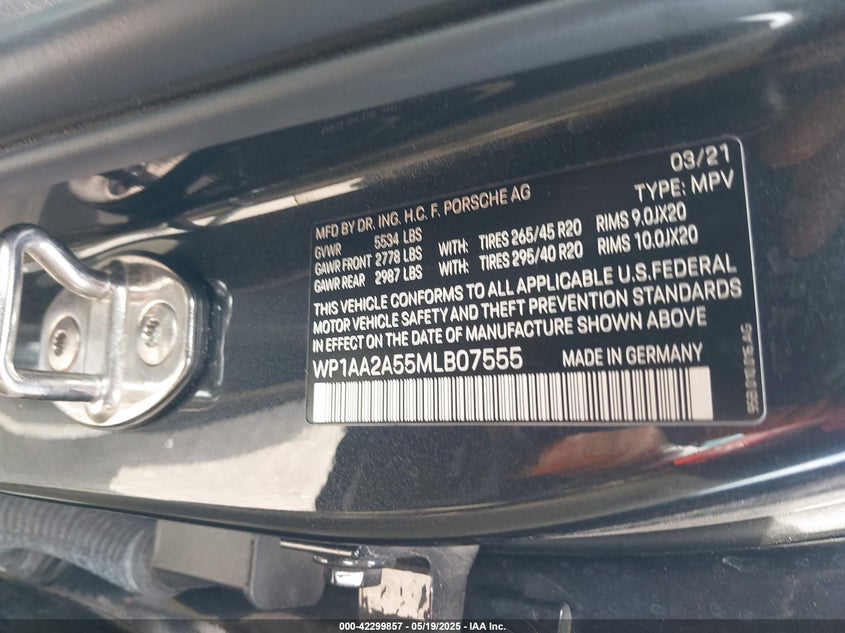 03/21
MFD BY DR. ING. H.C. F. PORSCHE AG TYPE: MPV
GVWR 5534 LBS
GAWR FRONT 2778 LBS WITH: TIRES 265/45 R20 RIMS 9.0JX20
GAWR REAR 2987 LBS WITH: TIRES 295/40 R20 RIMS 10.0JX20
THIS VEHICLE CONFORMS TO ALL APPLICABLE U.S.FEDERAL
MOTOR VEHICLE SAFETY AND THEFT PREVENTION STANDARDS
IN EFFECT ON THE DATE OF MANUFACTURE SHOWN ABOVE
WP1AA2A55MLB07555 MADE IN GERMANY
000-42299857 - 05/19/2025 - IAA Inc.